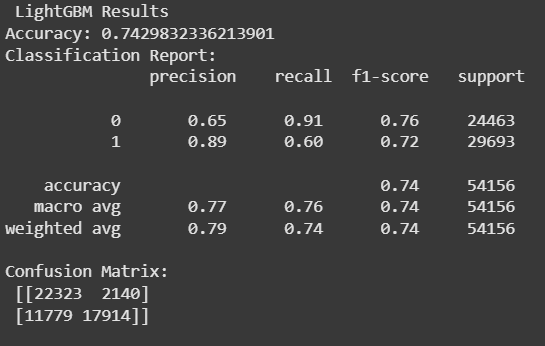 LightGBM Results
Accuracy: 0.7429832336213901
Classification Report:
precision recall f1-score support
0 0.65 0.91 0.76 24463
1 0.89 0.60 0.72 29693
accuracy 0.74 54156
macro avg 0.77 0.76 0.74 54156
weighted avg 0.79 0.74 0.74 54156
Confusion Matrix:
[[22323 2140]
[11779 17914]]